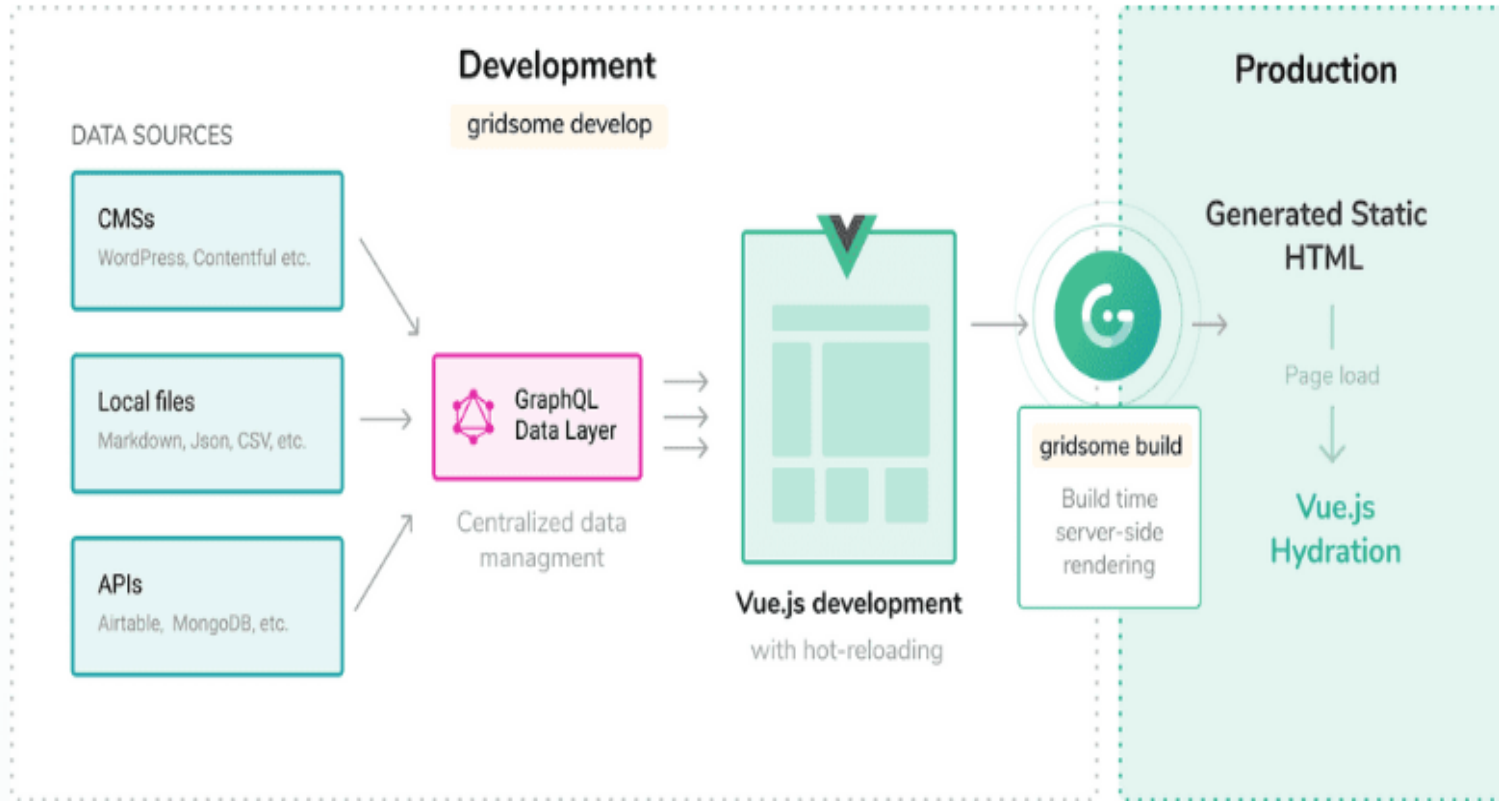 Development
gridsome develop
DATA SOURCES
CMSs
WordPress, Contentful etc.
Local files
Markdown, Json, CSV, etc.
APIs
Airtable, MongoDB, etc.
GraphQL
Data Layer
Centralized data
managment
Vue.js development
with hot-reloading
gridsome build
Build time
server-side
rendering
Production
Generated Static
HTML
Page load
Vue.js
Hydration